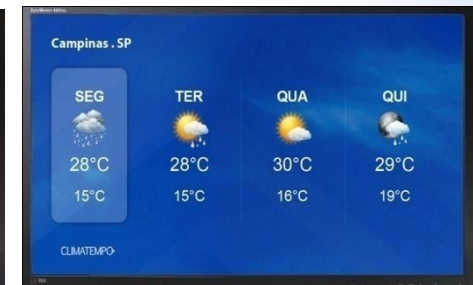 Campinas . SP
SEG TER QUA QUI
28°C 28°C 30°C 29°C
15°C 15°C 16°C 19°C
CLIMATEMPO